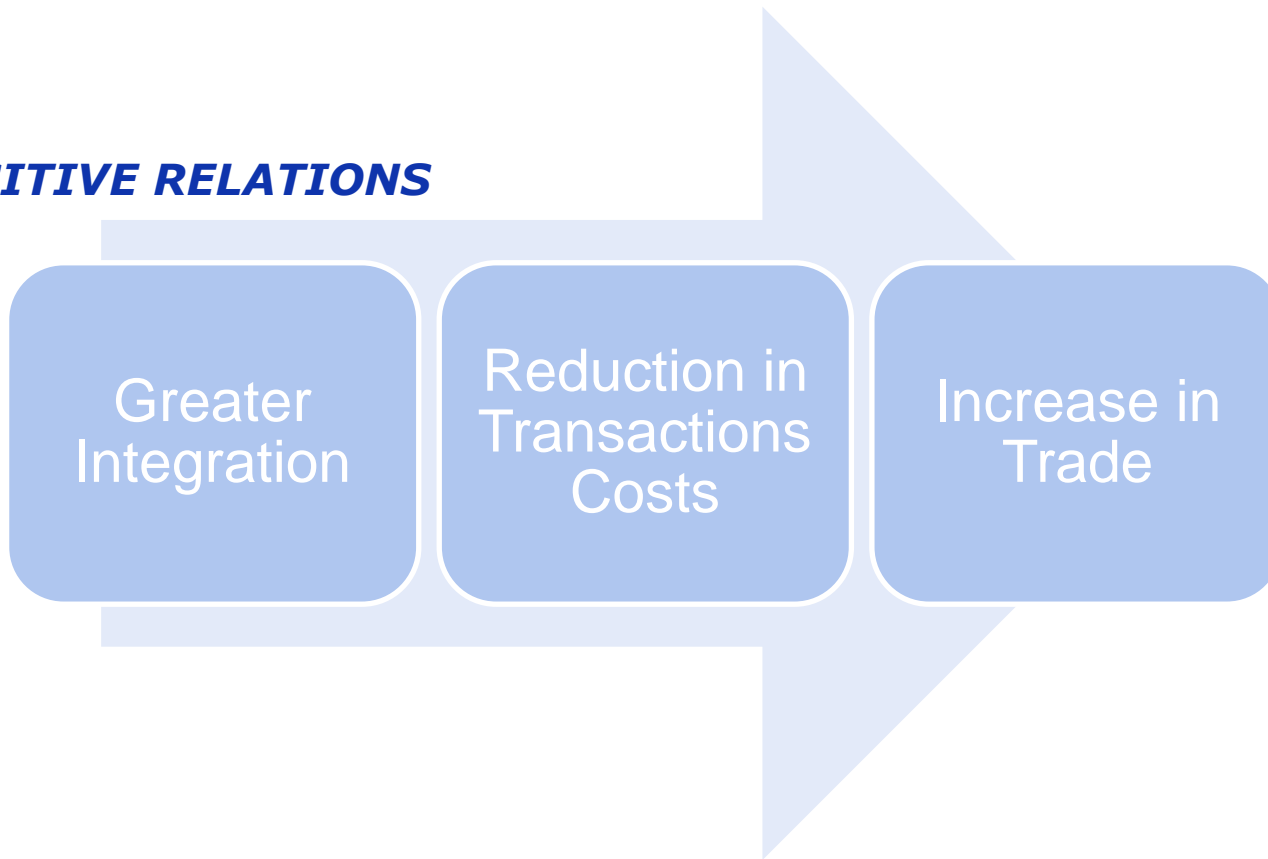 ITIVE RELATIONS
Greater
Integration
Reduction in
Transactions
Costs
Increase in
Trade